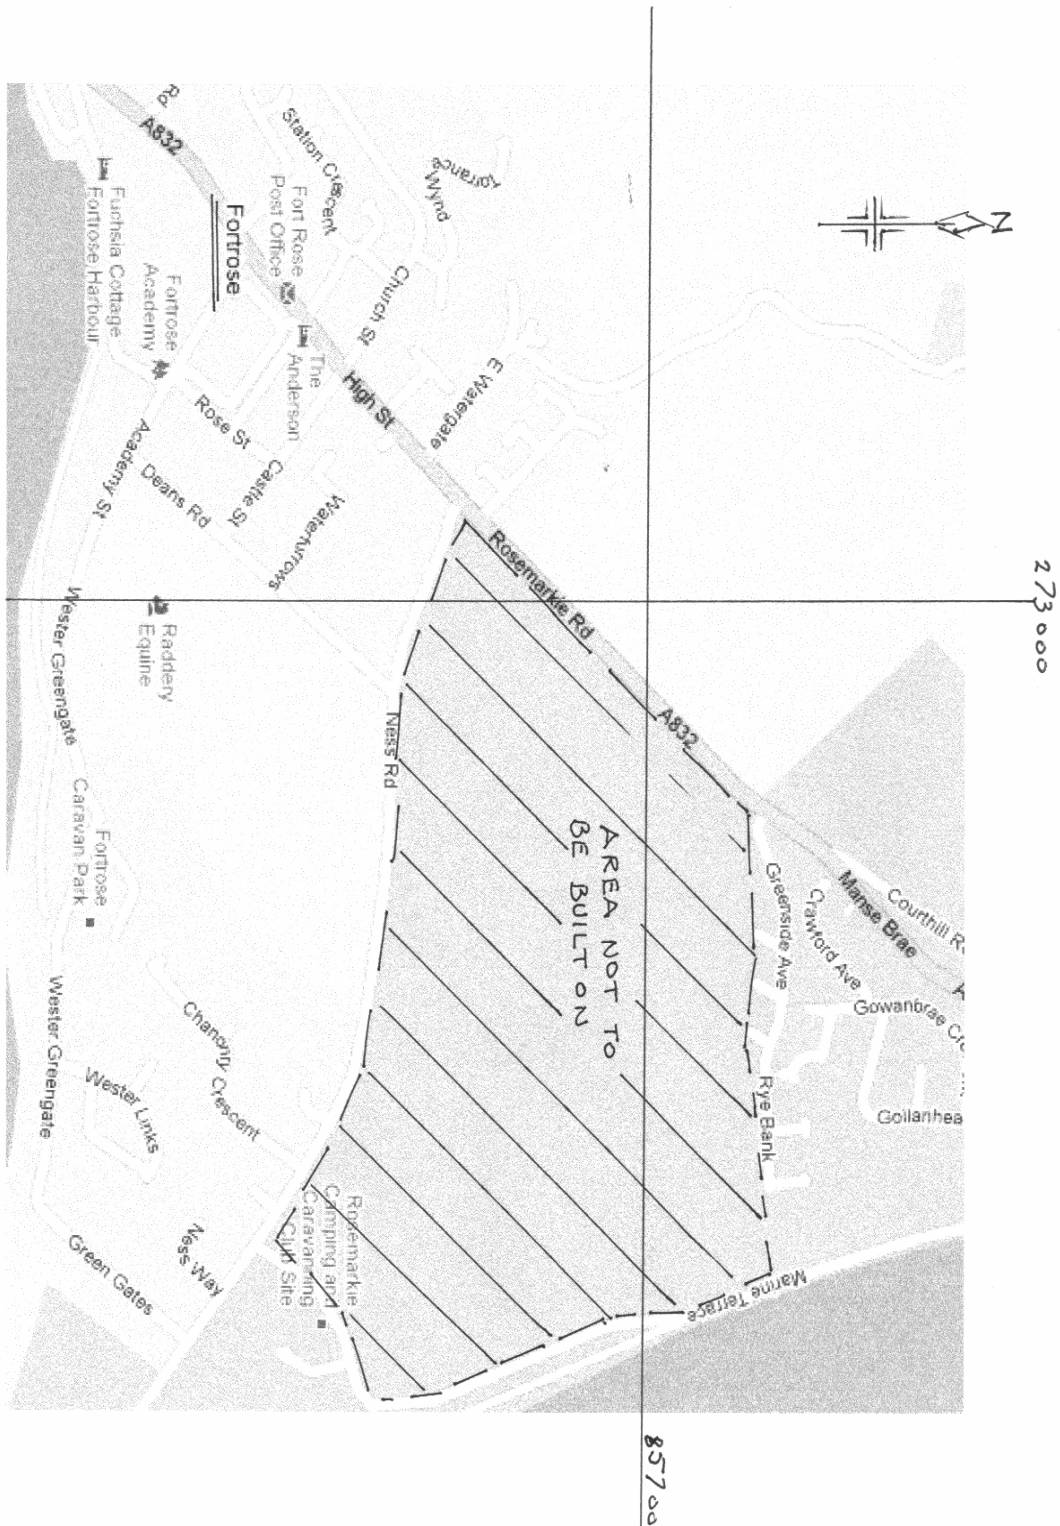 273000
N
85700
AREA NOT TO
BE BUILT ON
A832
Station Crescent
Wynd
Fort Rose
Post Office
Fortrose
Church St
E Watergate
The
Anderson
High St
Fuchsia Cottage
Fortrose Harbour
Fortrose
Academy
Rose St
Castle St
Academy St
Deans Rd
Waterfurrows
Rosemarkie Rd
A832
Wester Greengate
Raddery
Equine
Ness Rd
Fortrose
Caravan Park
Greenside Ave
Crawford Ave
Manse Brae
Courthill R
Gowanbrae Cr
Gollanhea
Rye Bank
Marine Terrace
Wester Greengate
Chanonry Crescent
Wester Links
Ness Way
Green Gates
Rosemarkie
Camping and
Caravanning
Club Site